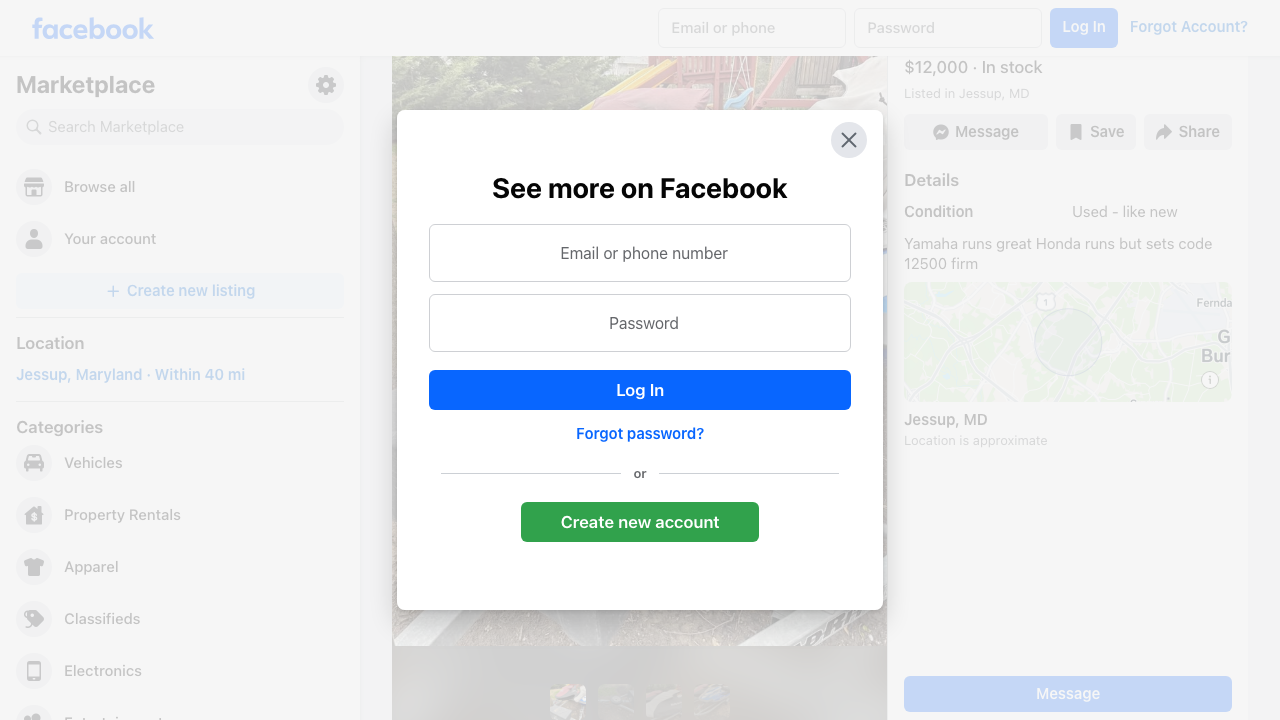 facebook
Email or phone
Password
Log In
Forgot Account?
Marketplace
Search Marketplace
Browse all
Your account
Create new listing
Location
Jessup, Maryland · Within 40 mi
Categories
Vehicles
Property Rentals
Apparel
Classifieds
Electronics
See more on Facebook
Email or phone number
Password
Log In
Forgot password?
or
Create new account
$12,000 · In stock
Listed in Jessup, MD
Message
Save
Share
Details
Condition
Used - like new
Yamaha runs great Honda runs but sets code
12500 firm
1
Fernda
G
Bur
Jessup, MD
Location is approximate
Message